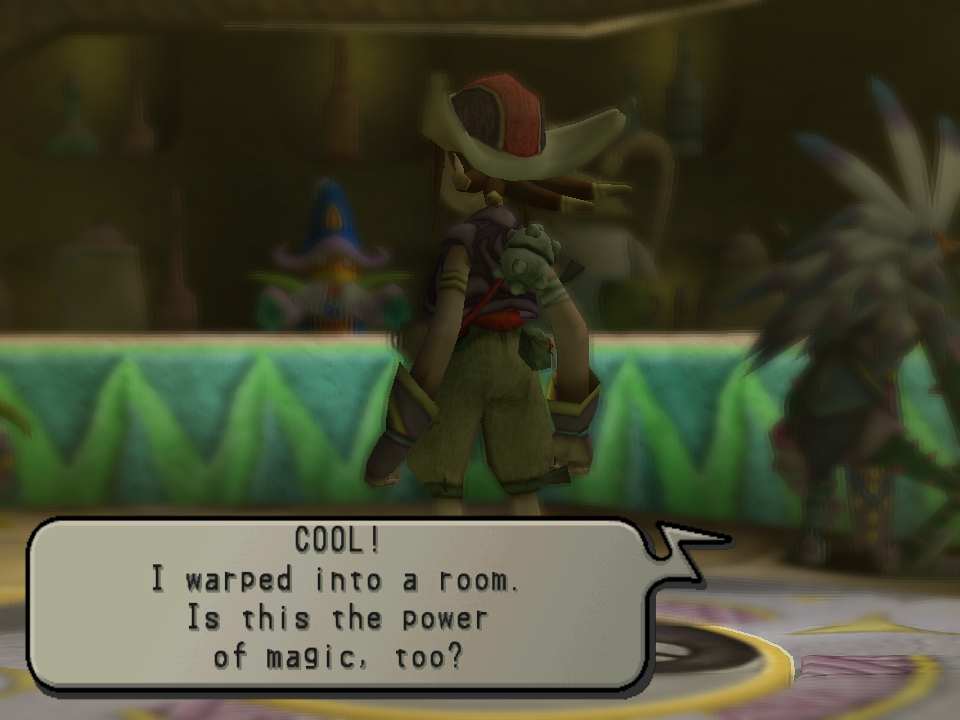 COOL!
I warped into a room.
Is this the power
of magic, too?